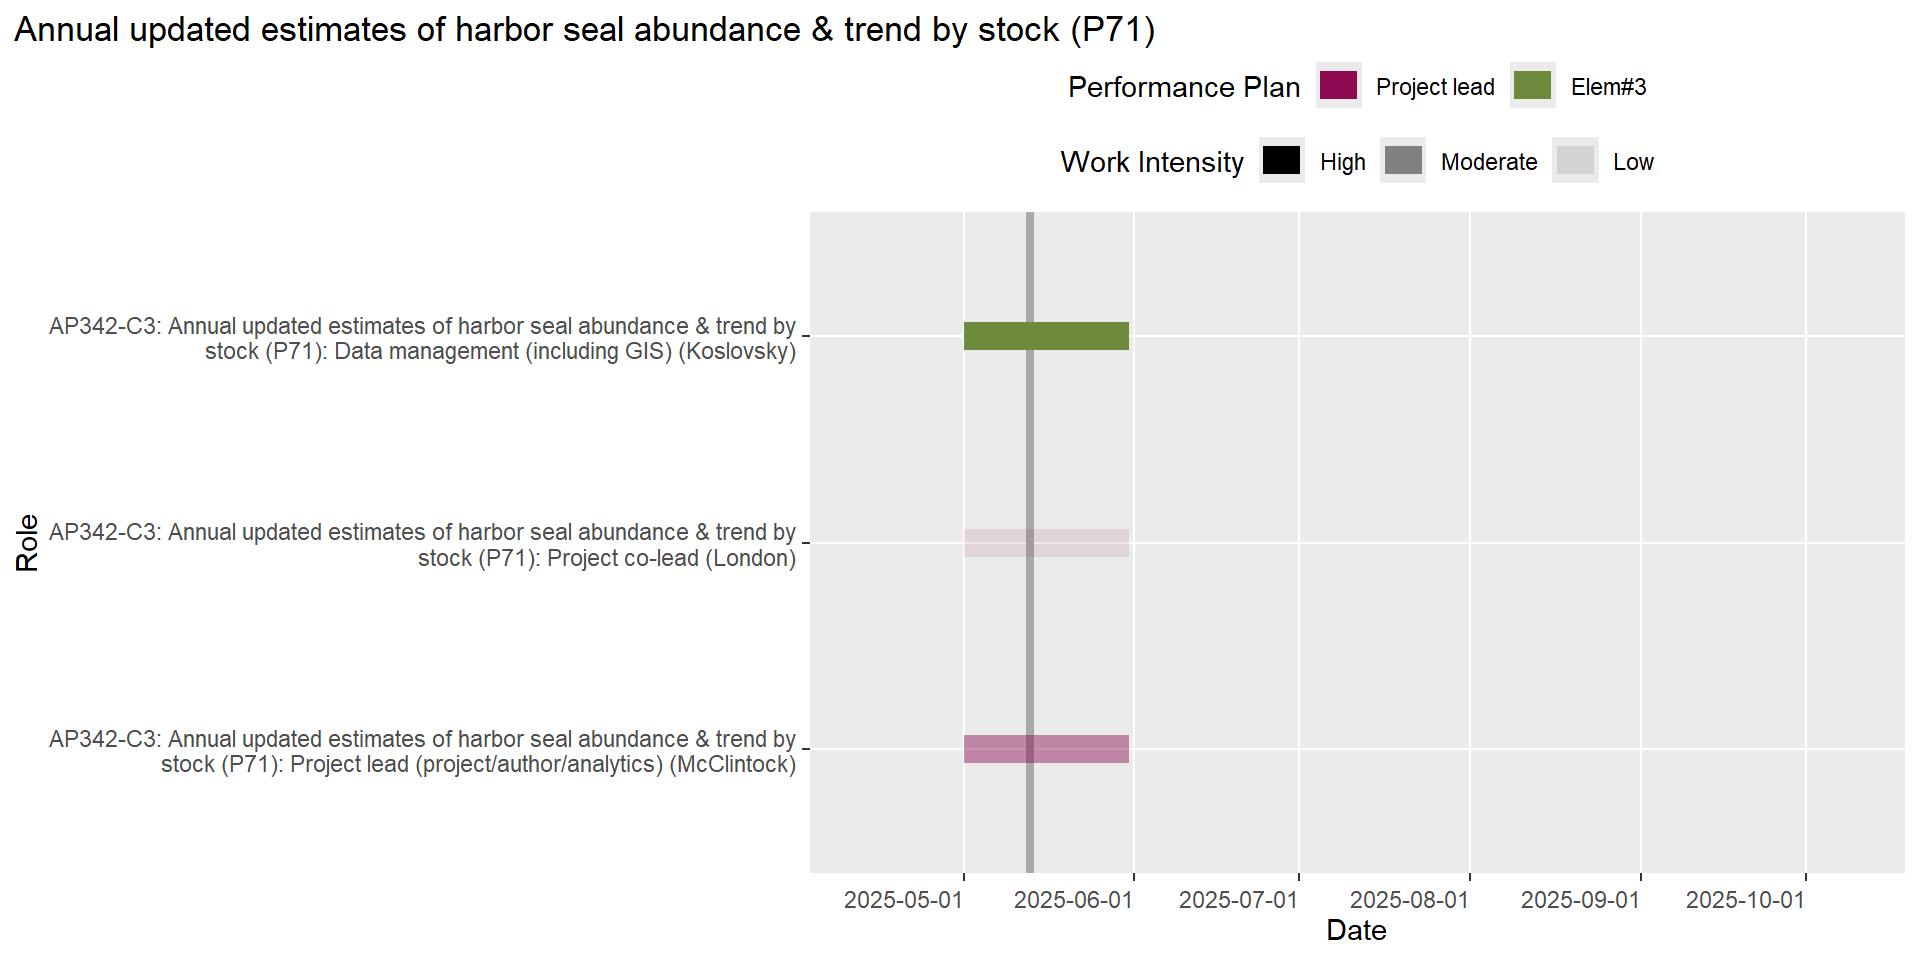 Annual updated estimates of harbor seal abundance & trend by stock (P71)
Performance Plan Project lead Elem#3
Work Intensity High Moderate Low
AP342-C3: Annual updated estimates of harbor seal abundance & trend by
stock (P71): Data management (including GIS) (Koslovsky)
Role
AP342-C3: Annual updated estimates of harbor seal abundance & trend by
stock (P71): Project co-lead (London)
AP342-C3: Annual updated estimates of harbor seal abundance & trend by
stock (P71): Project lead (project/author/analytics) (McClintock)
2025-05-01 2025-06-01 2025-07-01 2025-08-01 2025-09-01 2025-10-01
Date